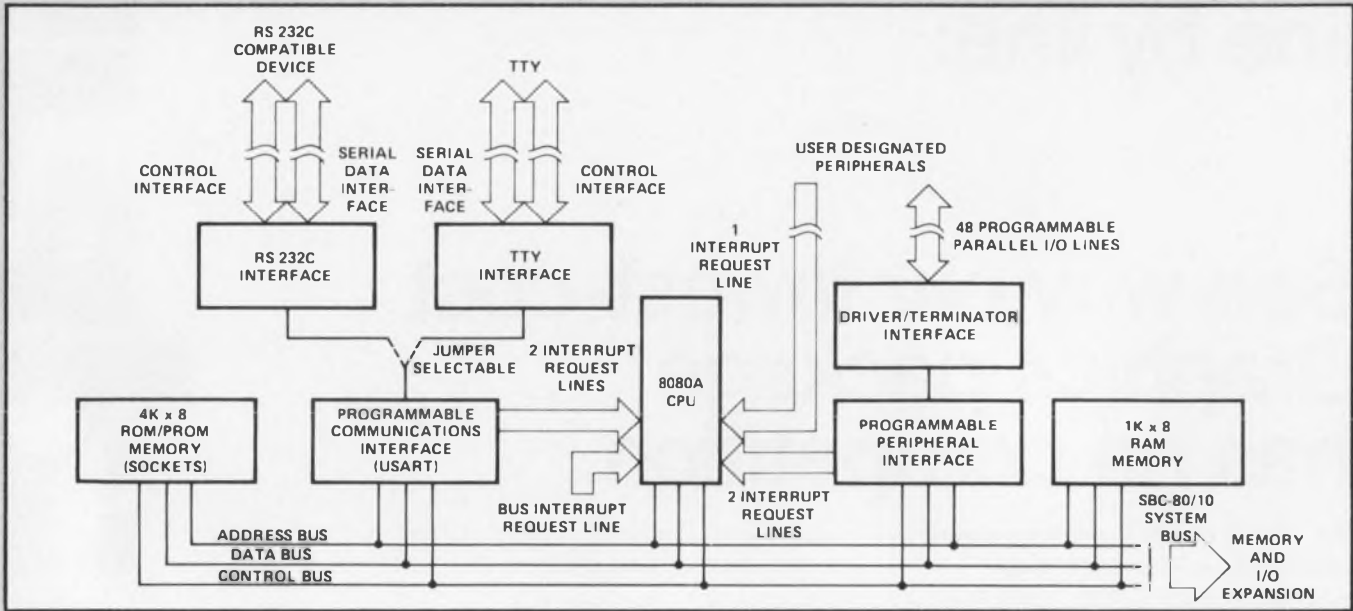 RS 232C
COMPATIBLE
DEVICE
TTY
CONTROL
INTERFACE
SERIAL
DATA
INTER-
FACE
SERIAL
DATA
INTER-
FACE
CONTROL
INTERFACE
USER DESIGNATED
PERIPHERALS
1
INTERRUPT
REQUEST
LINE
48 PROGRAMMABLE
PARALLEL I/O LINES
RS 232C
INTERFACE
TTY
INTERFACE
DRIVER/TERMINATOR
INTERFACE
JUMPER
SELECTABLE
2 INTERRUPT
REQUEST
LINES
8080A
CPU
4K x 8
ROM/PROM
MEMORY
(SOCKETS)
PROGRAMMABLE
COMMUNICATIONS
INTERFACE
(USART)
PROGRAMMABLE
PERIPHERAL
INTERFACE
1K x 8
RAM
MEMORY
BUS INTERRUPT
REQUEST LINE
2 INTERRUPT
REQUEST
LINES
SBC-80/10
SYSTEM
BUS
ADDRESS BUS
DATA BUS
CONTROL BUS
MEMORY
AND
I/O
EXPANSION